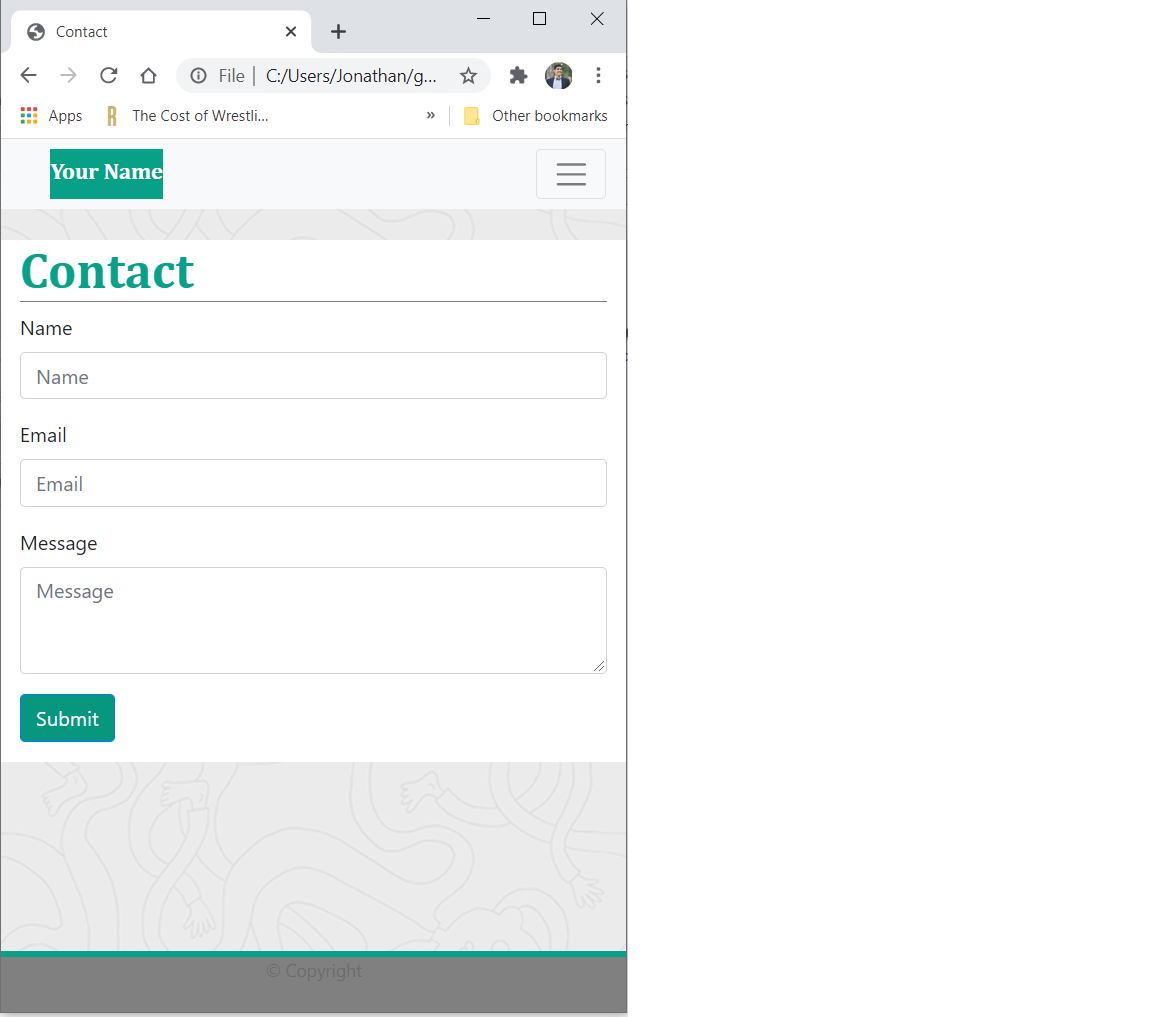 Contact
File | C:/Users/Jonathan/g...
Apps The Cost of Wrestli... » Other bookmarks
Your Name
Contact
Name
Name
Email
Email
Message
Message
Submit
© Copyright